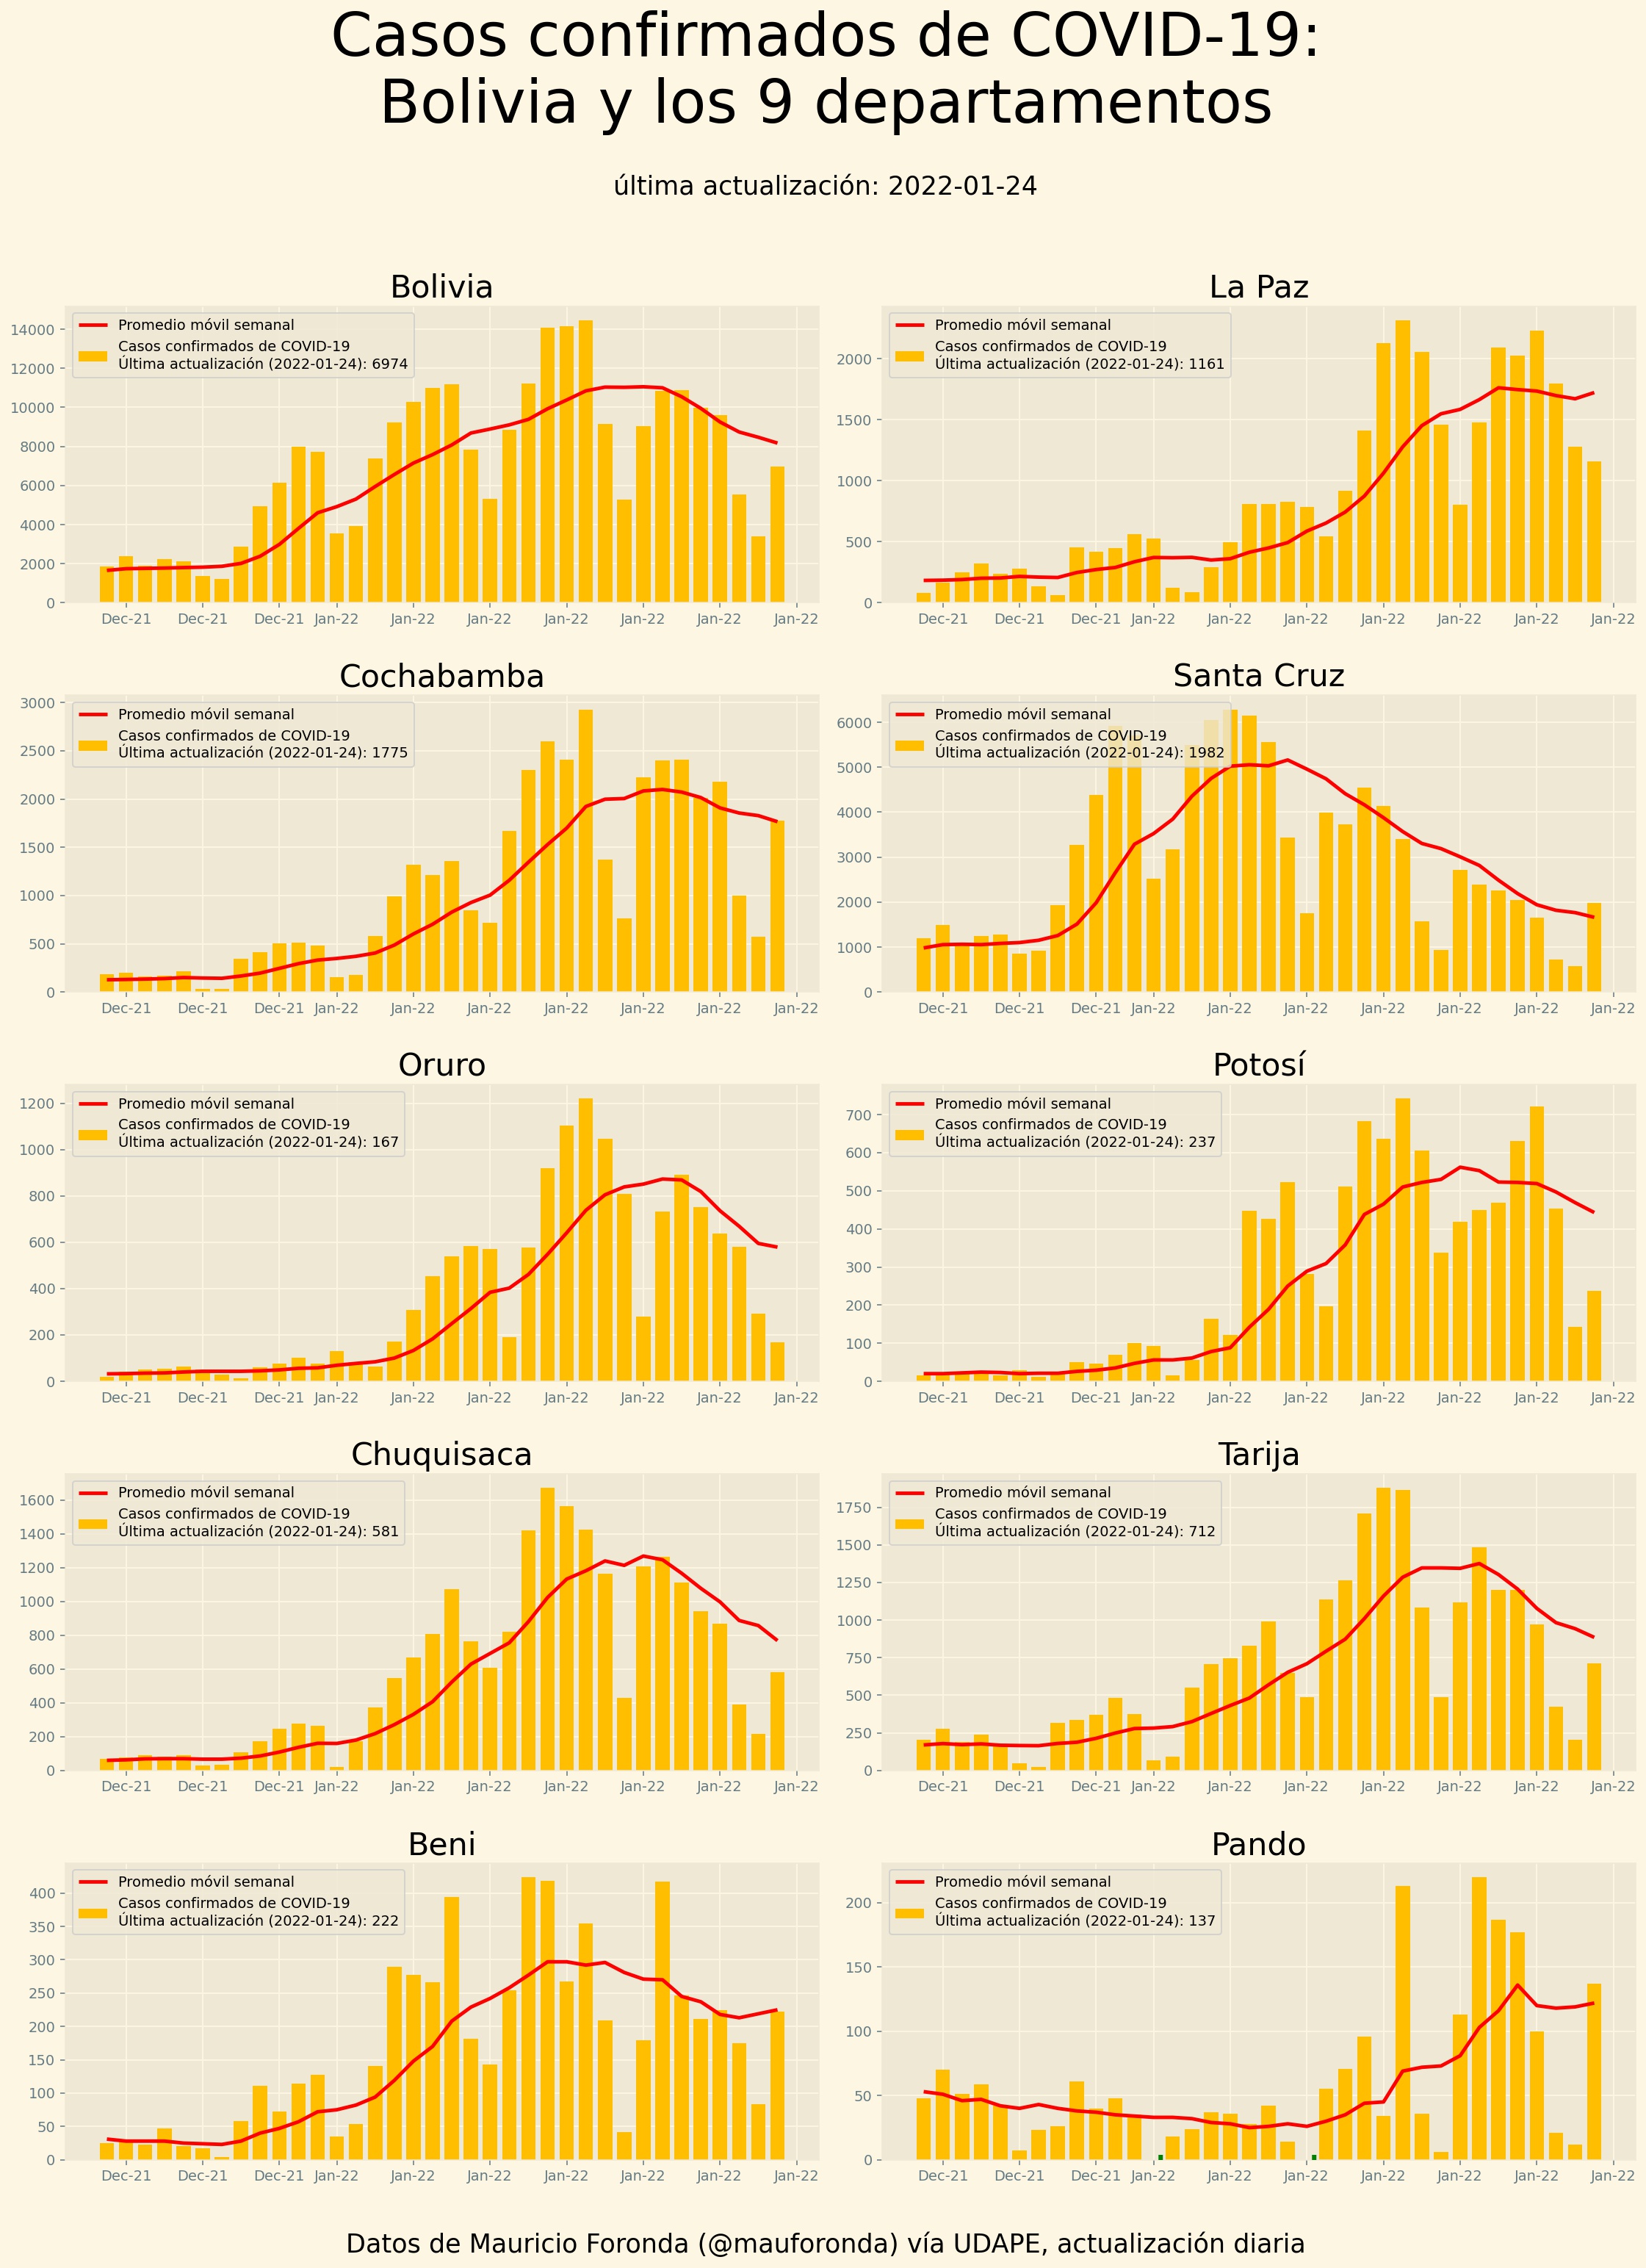 Casos confirmados de COVID-19:
Bolivia y los 9 departamentos
última actualización: 2022-01-24
Bolivia
Promedio móvil semanal
Casos confirmados de COVID-19
Última actualización (2022-01-24): 6974
14000
12000
10000
8000
6000
4000
2000
0
Dec-21 Dec-21 Dec-21 Jan-22 Jan-22 Jan-22 Jan-22 Jan-22 Jan-22 Jan-22
La Paz
Promedio móvil semanal
Casos confirmados de COVID-19
Última actualización (2022-01-24): 1161
2000
1500
1000
500
0
Dec-21 Dec-21 Dec-21 Jan-22 Jan-22 Jan-22 Jan-22 Jan-22 Jan-22 Jan-22
Cochabamba
Promedio móvil semanal
Casos confirmados de COVID-19
Última actualización (2022-01-24): 1775
3000
2500
2000
1500
1000
500
0
Dec-21 Dec-21 Dec-21 Jan-22 Jan-22 Jan-22 Jan-22 Jan-22 Jan-22 Jan-22
Santa Cruz
Promedio móvil semanal
Casos confirmados de COVID-19
Última actualización (2022-01-24): 1982
6000
5000
4000
3000
2000
1000
0
Dec-21 Dec-21 Dec-21 Jan-22 Jan-22 Jan-22 Jan-22 Jan-22 Jan-22 Jan-22
Oruro
Promedio móvil semanal
Casos confirmados de COVID-19
Última actualización (2022-01-24): 167
1200
1000
800
600
400
200
0
Dec-21 Dec-21 Dec-21 Jan-22 Jan-22 Jan-22 Jan-22 Jan-22 Jan-22 Jan-22
Potosí
Promedio móvil semanal
Casos confirmados de COVID-19
Última actualización (2022-01-24): 237
700
600
500
400
300
200
100
0
Dec-21 Dec-21 Dec-21 Jan-22 Jan-22 Jan-22 Jan-22 Jan-22 Jan-22 Jan-22
Chuquisaca
Promedio móvil semanal
Casos confirmados de COVID-19
Última actualización (2022-01-24): 581
1600
1400
1200
1000
800
600
400
200
0
Dec-21 Dec-21 Dec-21 Jan-22 Jan-22 Jan-22 Jan-22 Jan-22 Jan-22 Jan-22
Tarija
Promedio móvil semanal
Casos confirmados de COVID-19
Última actualización (2022-01-24): 712
1750
1500
1250
1000
750
500
250
0
Dec-21 Dec-21 Dec-21 Jan-22 Jan-22 Jan-22 Jan-22 Jan-22 Jan-22 Jan-22
Beni
Promedio móvil semanal
Casos confirmados de COVID-19
Última actualización (2022-01-24): 222
400
350
300
250
200
150
100
50
0
Dec-21 Dec-21 Dec-21 Jan-22 Jan-22 Jan-22 Jan-22 Jan-22 Jan-22 Jan-22
Pando
Promedio móvil semanal
Casos confirmados de COVID-19
Última actualización (2022-01-24): 137
200
150
100
50
0
Dec-21 Dec-21 Dec-21 Jan-22 Jan-22 Jan-22 Jan-22 Jan-22 Jan-22 Jan-22
Datos de Mauricio Foronda (@mauforonda) vía UDAPE, actualización diaria